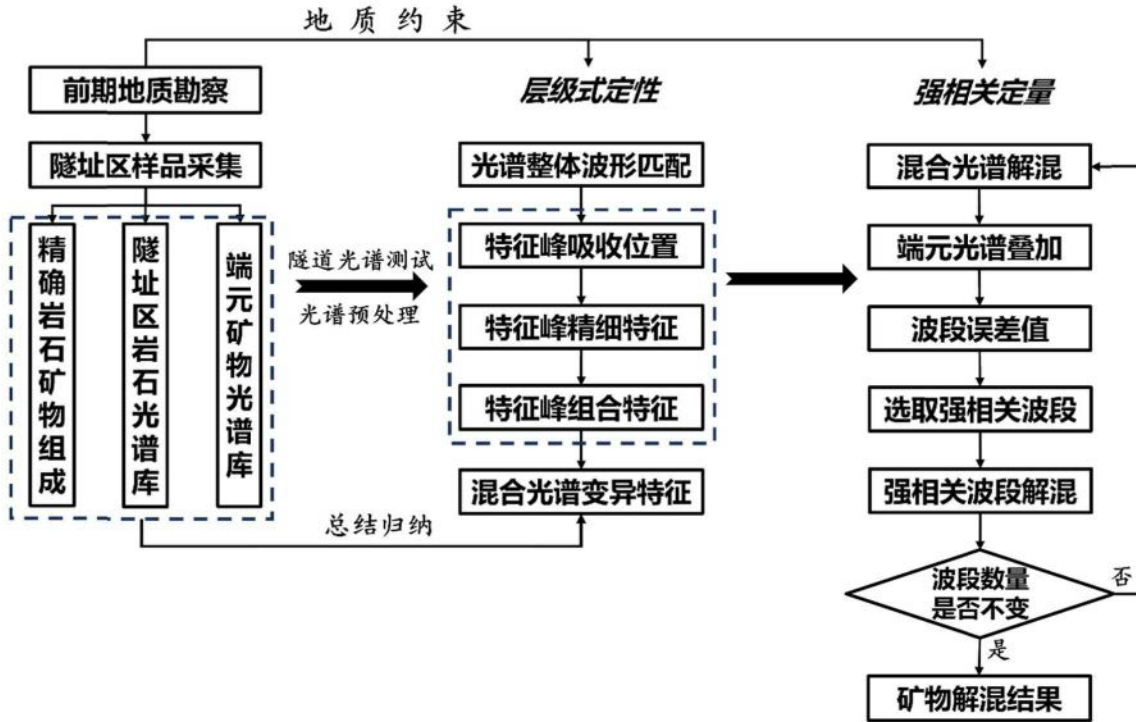 地质约束
前期地质勘察
隧址区样品采集
精确岩石矿物组成
隧址区岩石光谱库
端元矿物光谱库
总结归纳
隧道光谱测试
光谱预处理
层级式定性
光谱整体波形匹配
特征峰吸收位置
特征峰精细特征
特征峰组合特征
混合光谱变异特征
强相关定量
混合光谱解混
端元光谱叠加
波段误差值
选取强相关波段
强相关波段解混
波段数量
是否不变
否
是
矿物解混结果